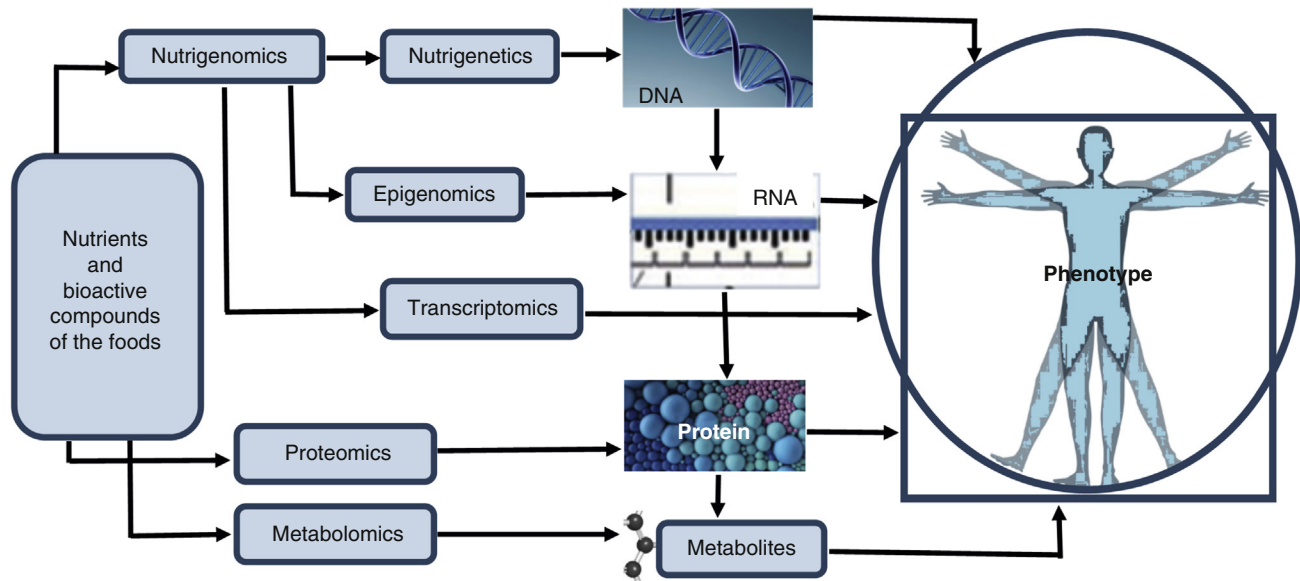 Nutrigenomics
Nutrigenetics
DNA
Nutrients
and
bioactive
compounds
of the foods
Epigenomics
RNA
Transcriptomics
Phenotype
Proteomics
Protein
Metabolomics
Metabolites